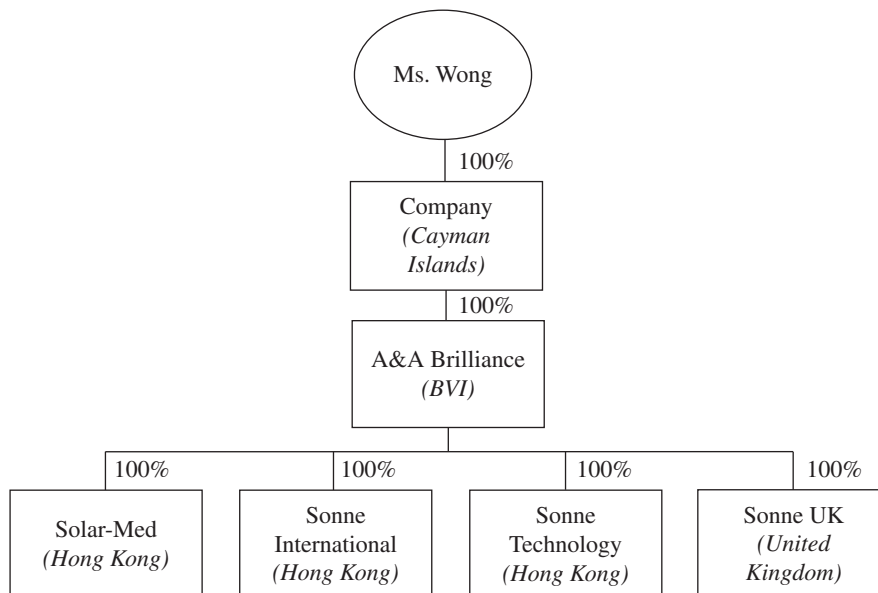 Ms. Wong
100%
Company
(Cayman
Islands)
100%
A&A Brilliance
(BVI)
100%
100%
100%
100%
Solar-Med
(Hong Kong)
Sonne
International
(Hong Kong)
Sonne
Technology
(Hong Kong)
Sonne UK
(United
Kingdom)